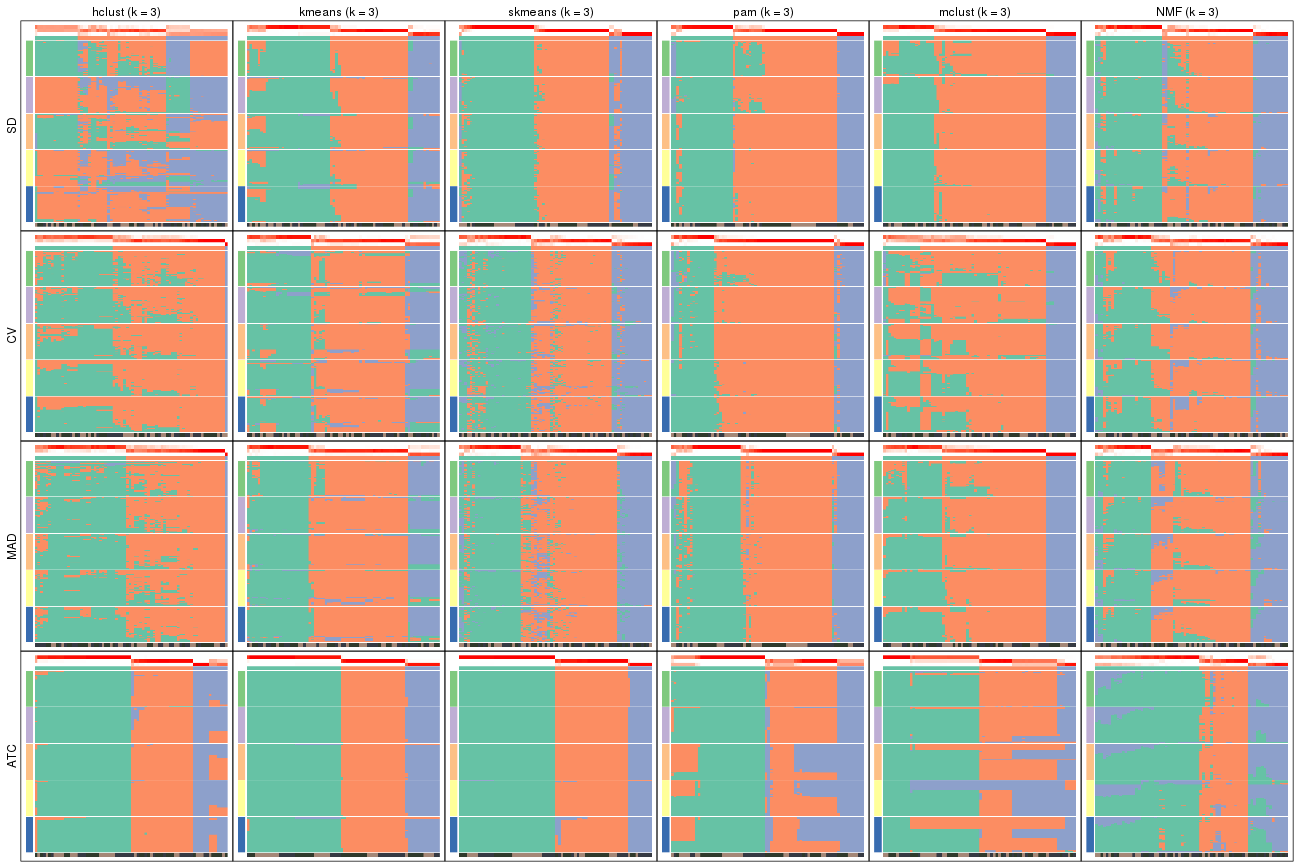 hclust (k = 3) kmeans (k = 3) skmeans (k = 3) pam (k = 3) mclust (k = 3) NMF (k = 3)
SD
CV
MAD
ATC